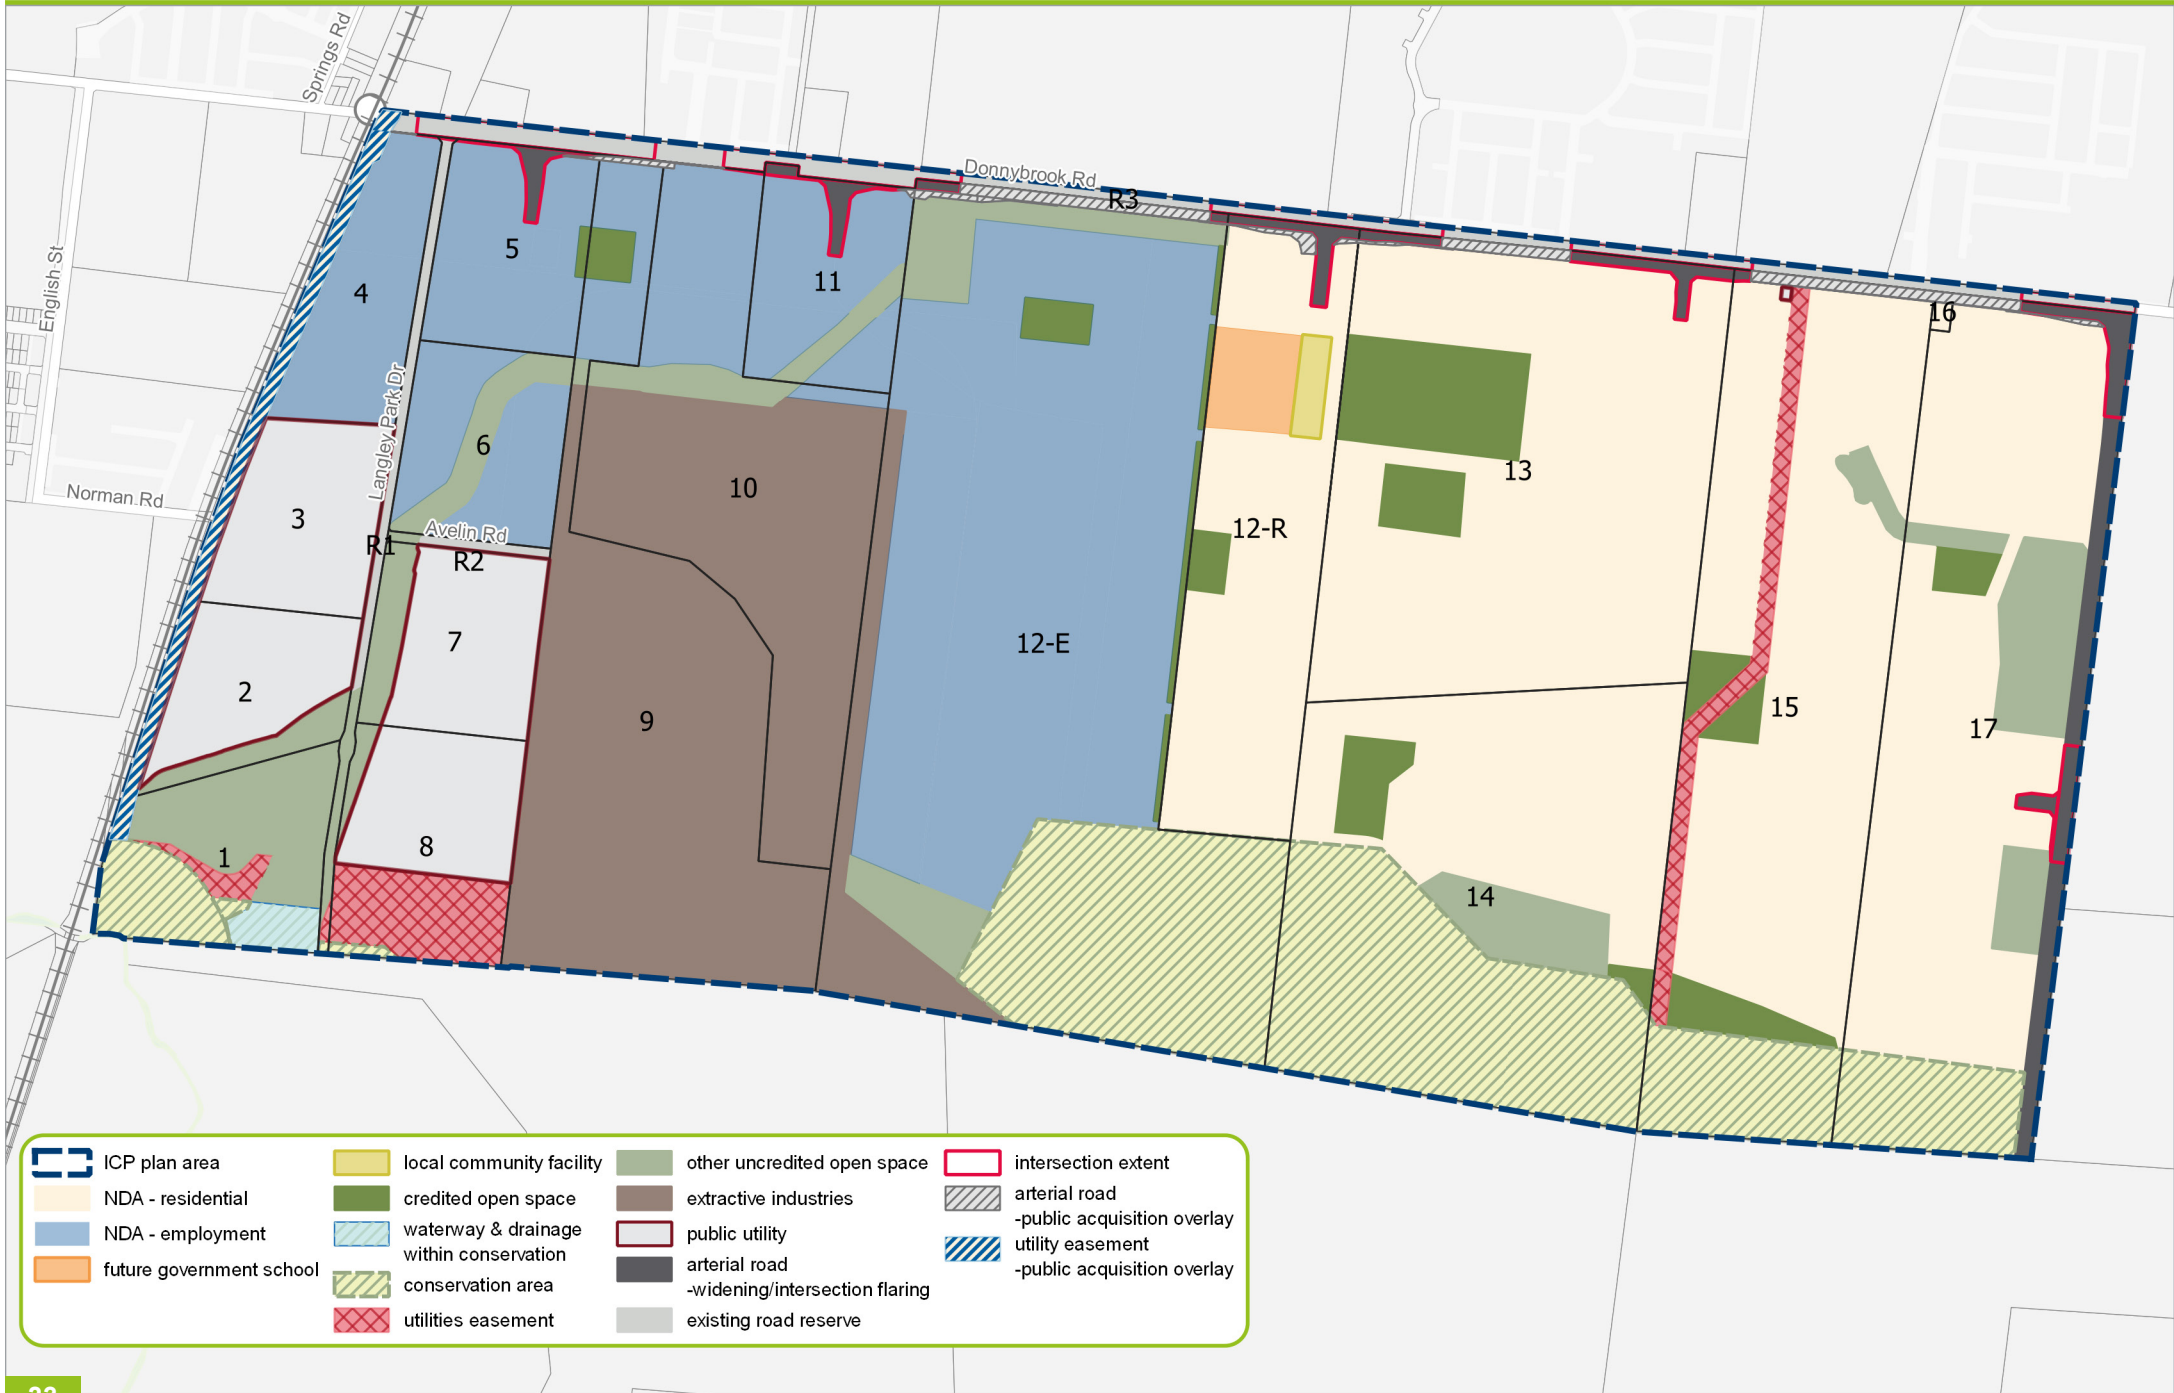 Springs Rd
Donnybrook Rd
R3
English St
Langley Park Dr
Norman Rd
Avelin Rd
R1
R2
1
2
3
4
5
6
7
8
9
10
11
12-E
12-R
13
14
15
16
17
ICP plan area
NDA - residential
NDA - employment
future government school
local community facility
credited open space
waterway & drainage
within conservation
conservation area
utilities easement
other uncredited open space
extractive industries
public utility
arterial road
-widening/intersection flaring
existing road reserve
intersection extent
arterial road
-public acquisition overlay
utility easement
-public acquisition overlay